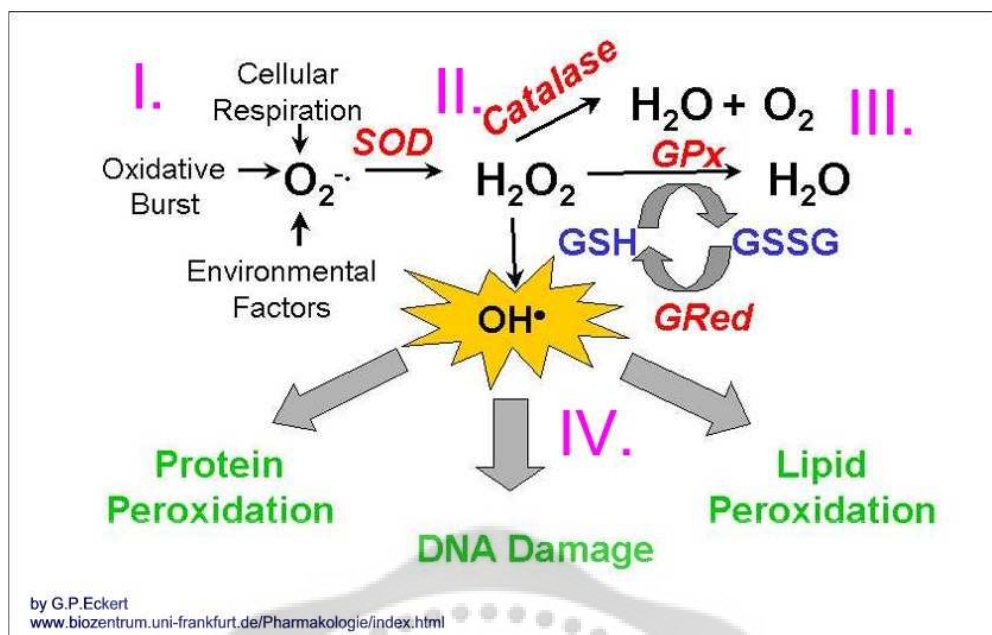 I.
Cellular
Respiration
Oxidative
Burst
O₂⁻·
Environmental
Factors
SOD
II.
H₂O₂
Catalase
H₂O + O₂
III.
GPx
H₂O
GSH
GSSG
GRed
OH•
IV.
Protein
Peroxidation
DNA Damage
Lipid
Peroxidation
by G.P.Eckert
www.biozentrum.uni-frankfurt.de/Pharmakologie/index.html